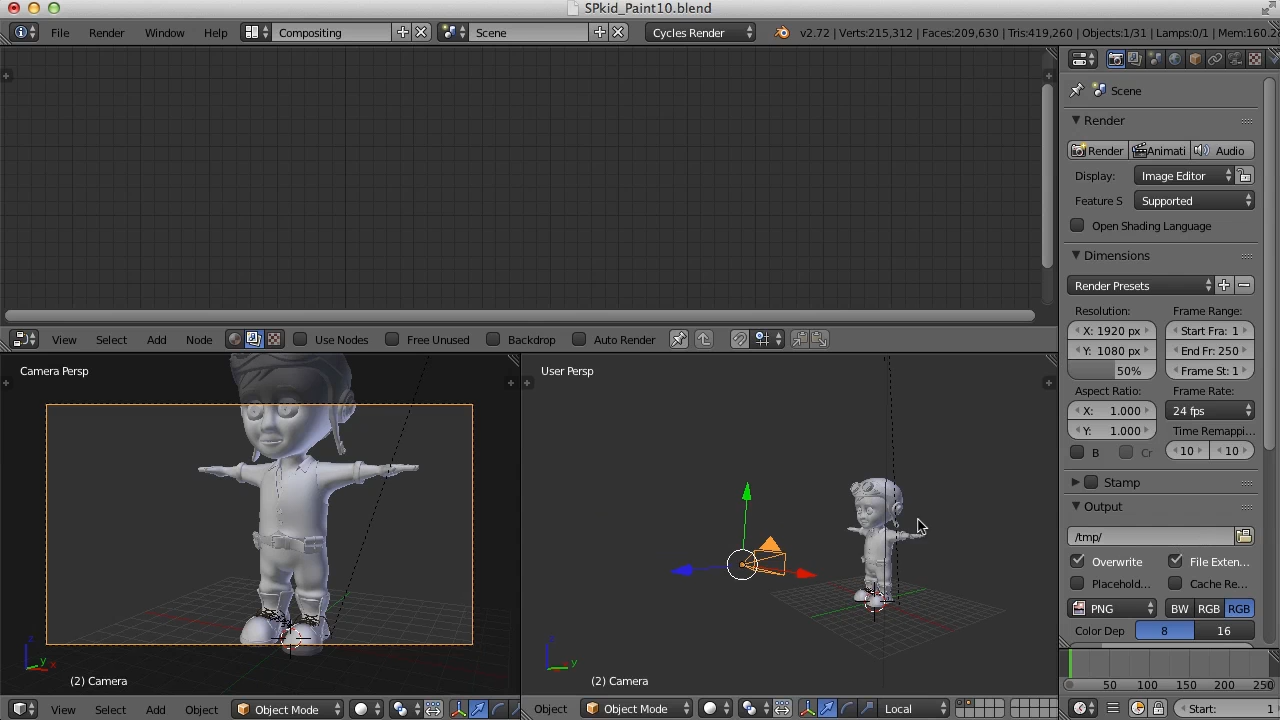 SPkid_Paint10.blend
File Render Window Help Compositing Scene Cycles Render v2.72 | Verts:215,312 | Faces:209,630 | Tris:419,260 | Objects:1/31 | Lamps:0/1 | Mem:160.2
Scene
Render
Render Animati Audio
Display: Image Editor
Feature S Supported
Open Shading Language
Dimensions
Render Presets
Resolution: Frame Range:
X: 1920 px Start Fra: 1
Y: 1080 px End Fr: 250
50% Frame St: 1
Aspect Ratio: Frame Rate:
X: 1.000 24 fps
Y: 1.000 Time Remappi...
B Cr 10 10
Stamp
Output
/tmp/
Overwrite File Exten...
Placehold.. Cache Re...
PNG BW RGB RGB
Color Dep 8 16
View Select Add Node Use Nodes Free Unused Backdrop Auto Render
Camera Persp
z y x
(2) Camera
User Persp
z y
(2) Camera
View Select Add Object Object Mode
Object Object Mode Local
50 100 150 200 250
Start: 1